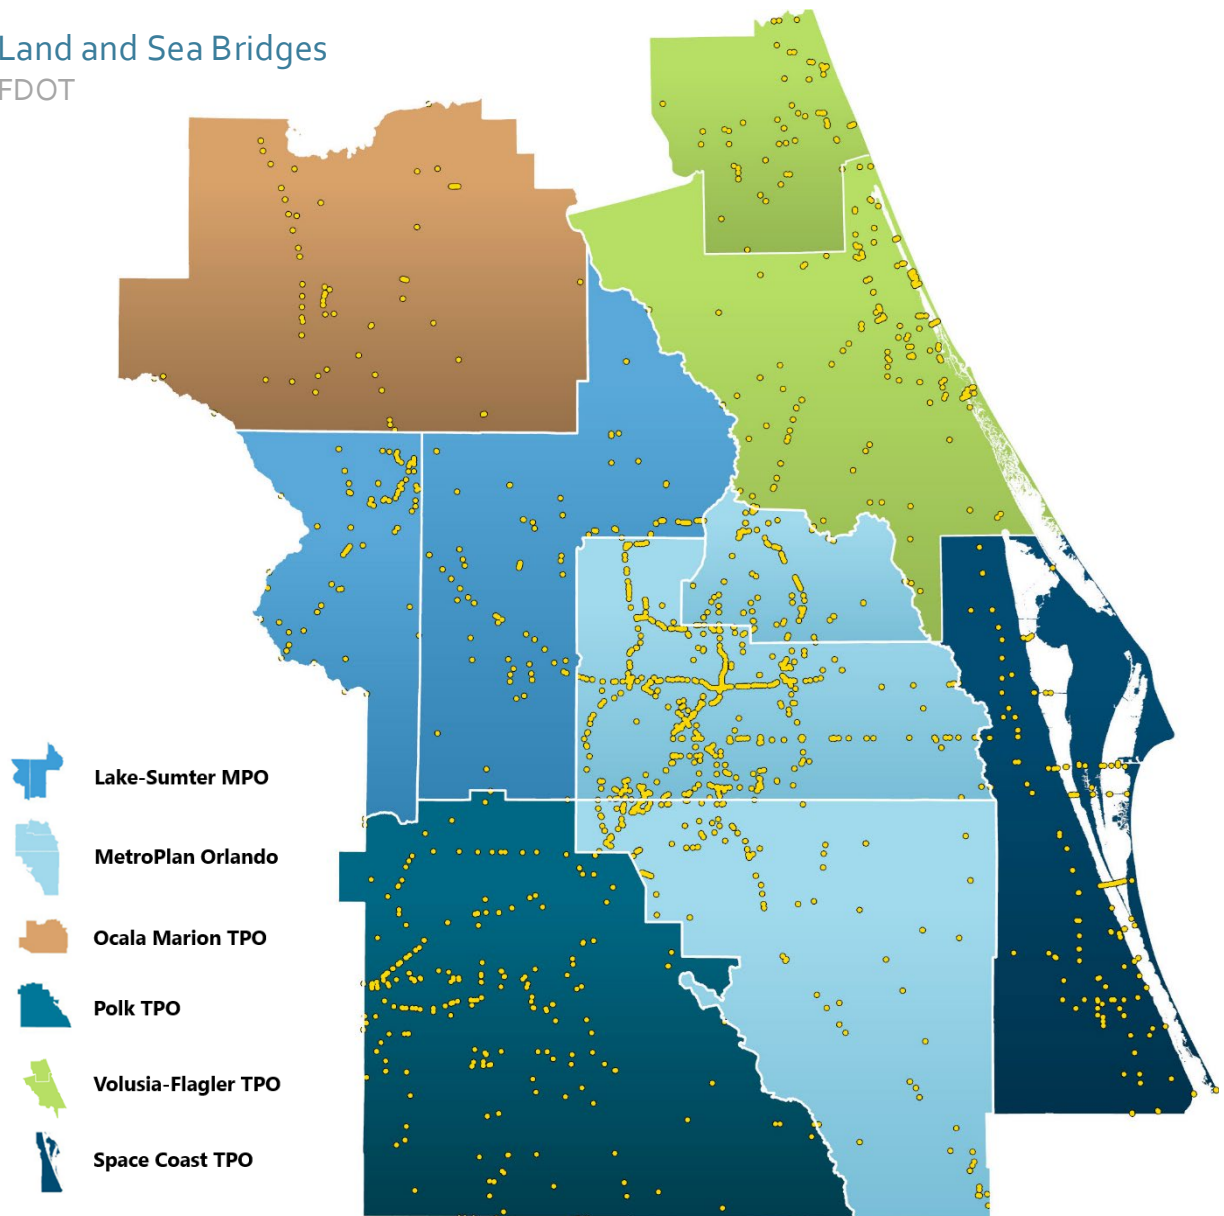 Land and Sea Bridges
FDOT
Lake-Sumter MPO
MetroPlan Orlando
Ocala Marion TPO
Polk TPO
Volusia-Flagler TPO
Space Coast TPO